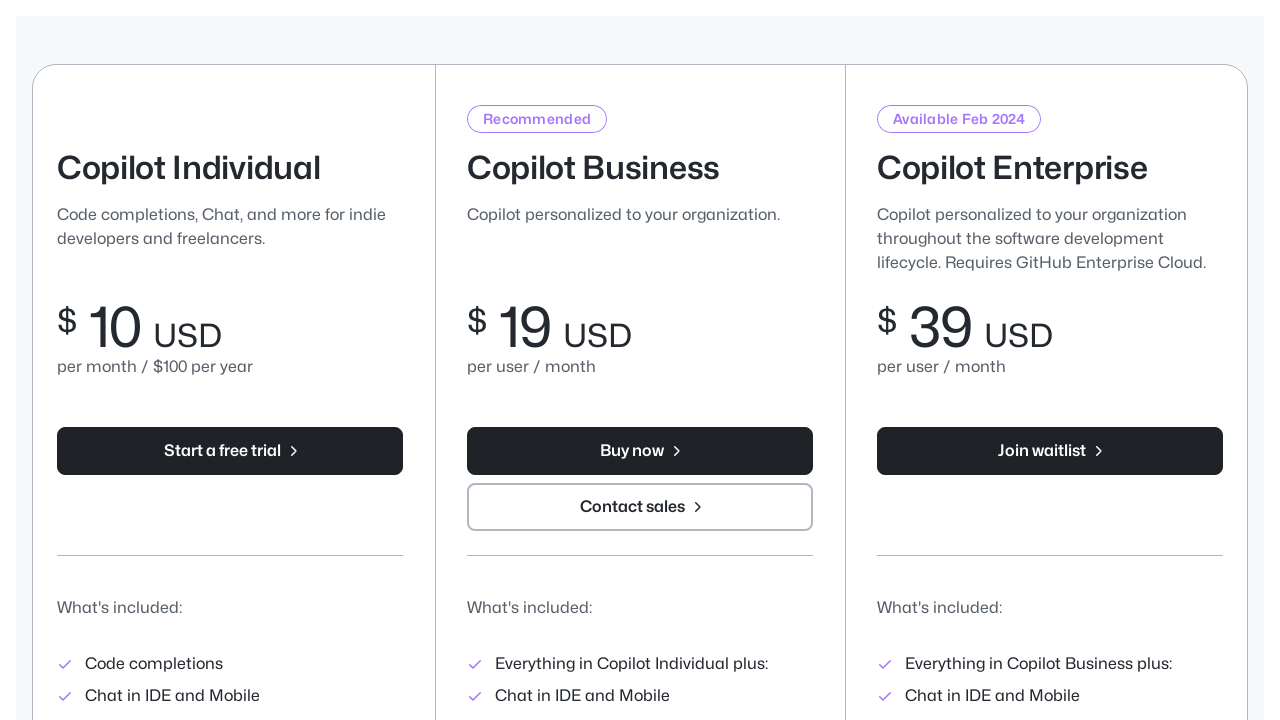 Copilot Individual
Code completions, Chat, and more for indie
developers and freelancers.
$ 10 USD
per month / $100 per year
Start a free trial
What's included:
Code completions
Chat in IDE and Mobile
Recommended
Copilot Business
Copilot personalized to your organization.
$ 19 USD
per user / month
Buy now
Contact sales
What's included:
Everything in Copilot Individual plus:
Chat in IDE and Mobile
Available Feb 2024
Copilot Enterprise
Copilot personalized to your organization
throughout the software development
lifecycle. Requires GitHub Enterprise Cloud.
$ 39 USD
per user / month
Join waitlist
What's included:
Everything in Copilot Business plus:
Chat in IDE and Mobile